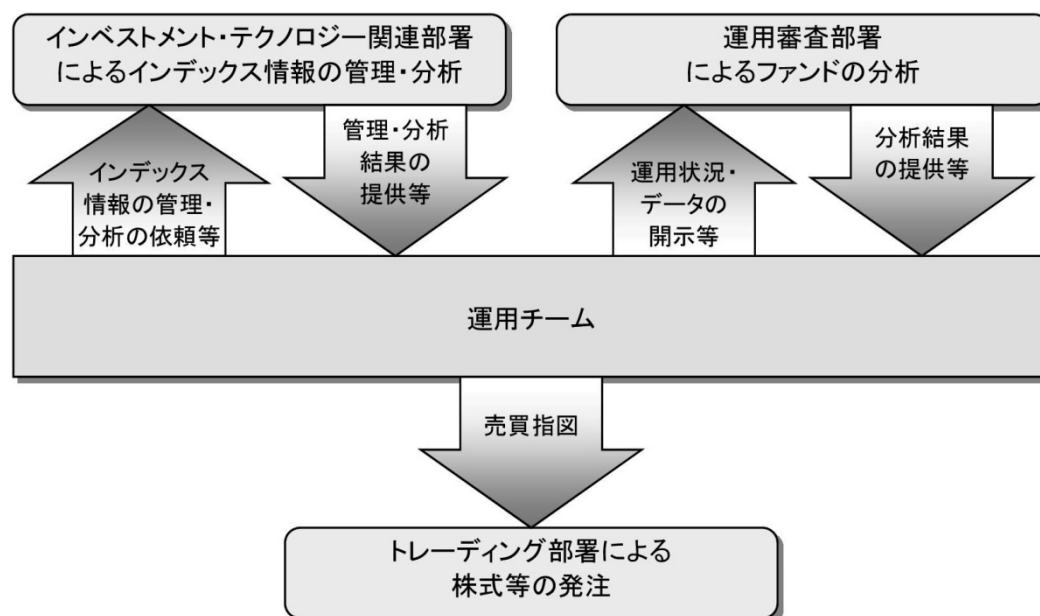 インベストメント・テクノロジー関連部署
によるインデックス情報の管理・分析
運用審査部署
によるファンドの分析
インデックス
情報の管理・
分析の依頼等
管理・分析
結果の
提供等
運用状況・
データの
開示等
分析結果
の提供等
運用チーム
売買指図
トレーディング部署による
株式等の発注